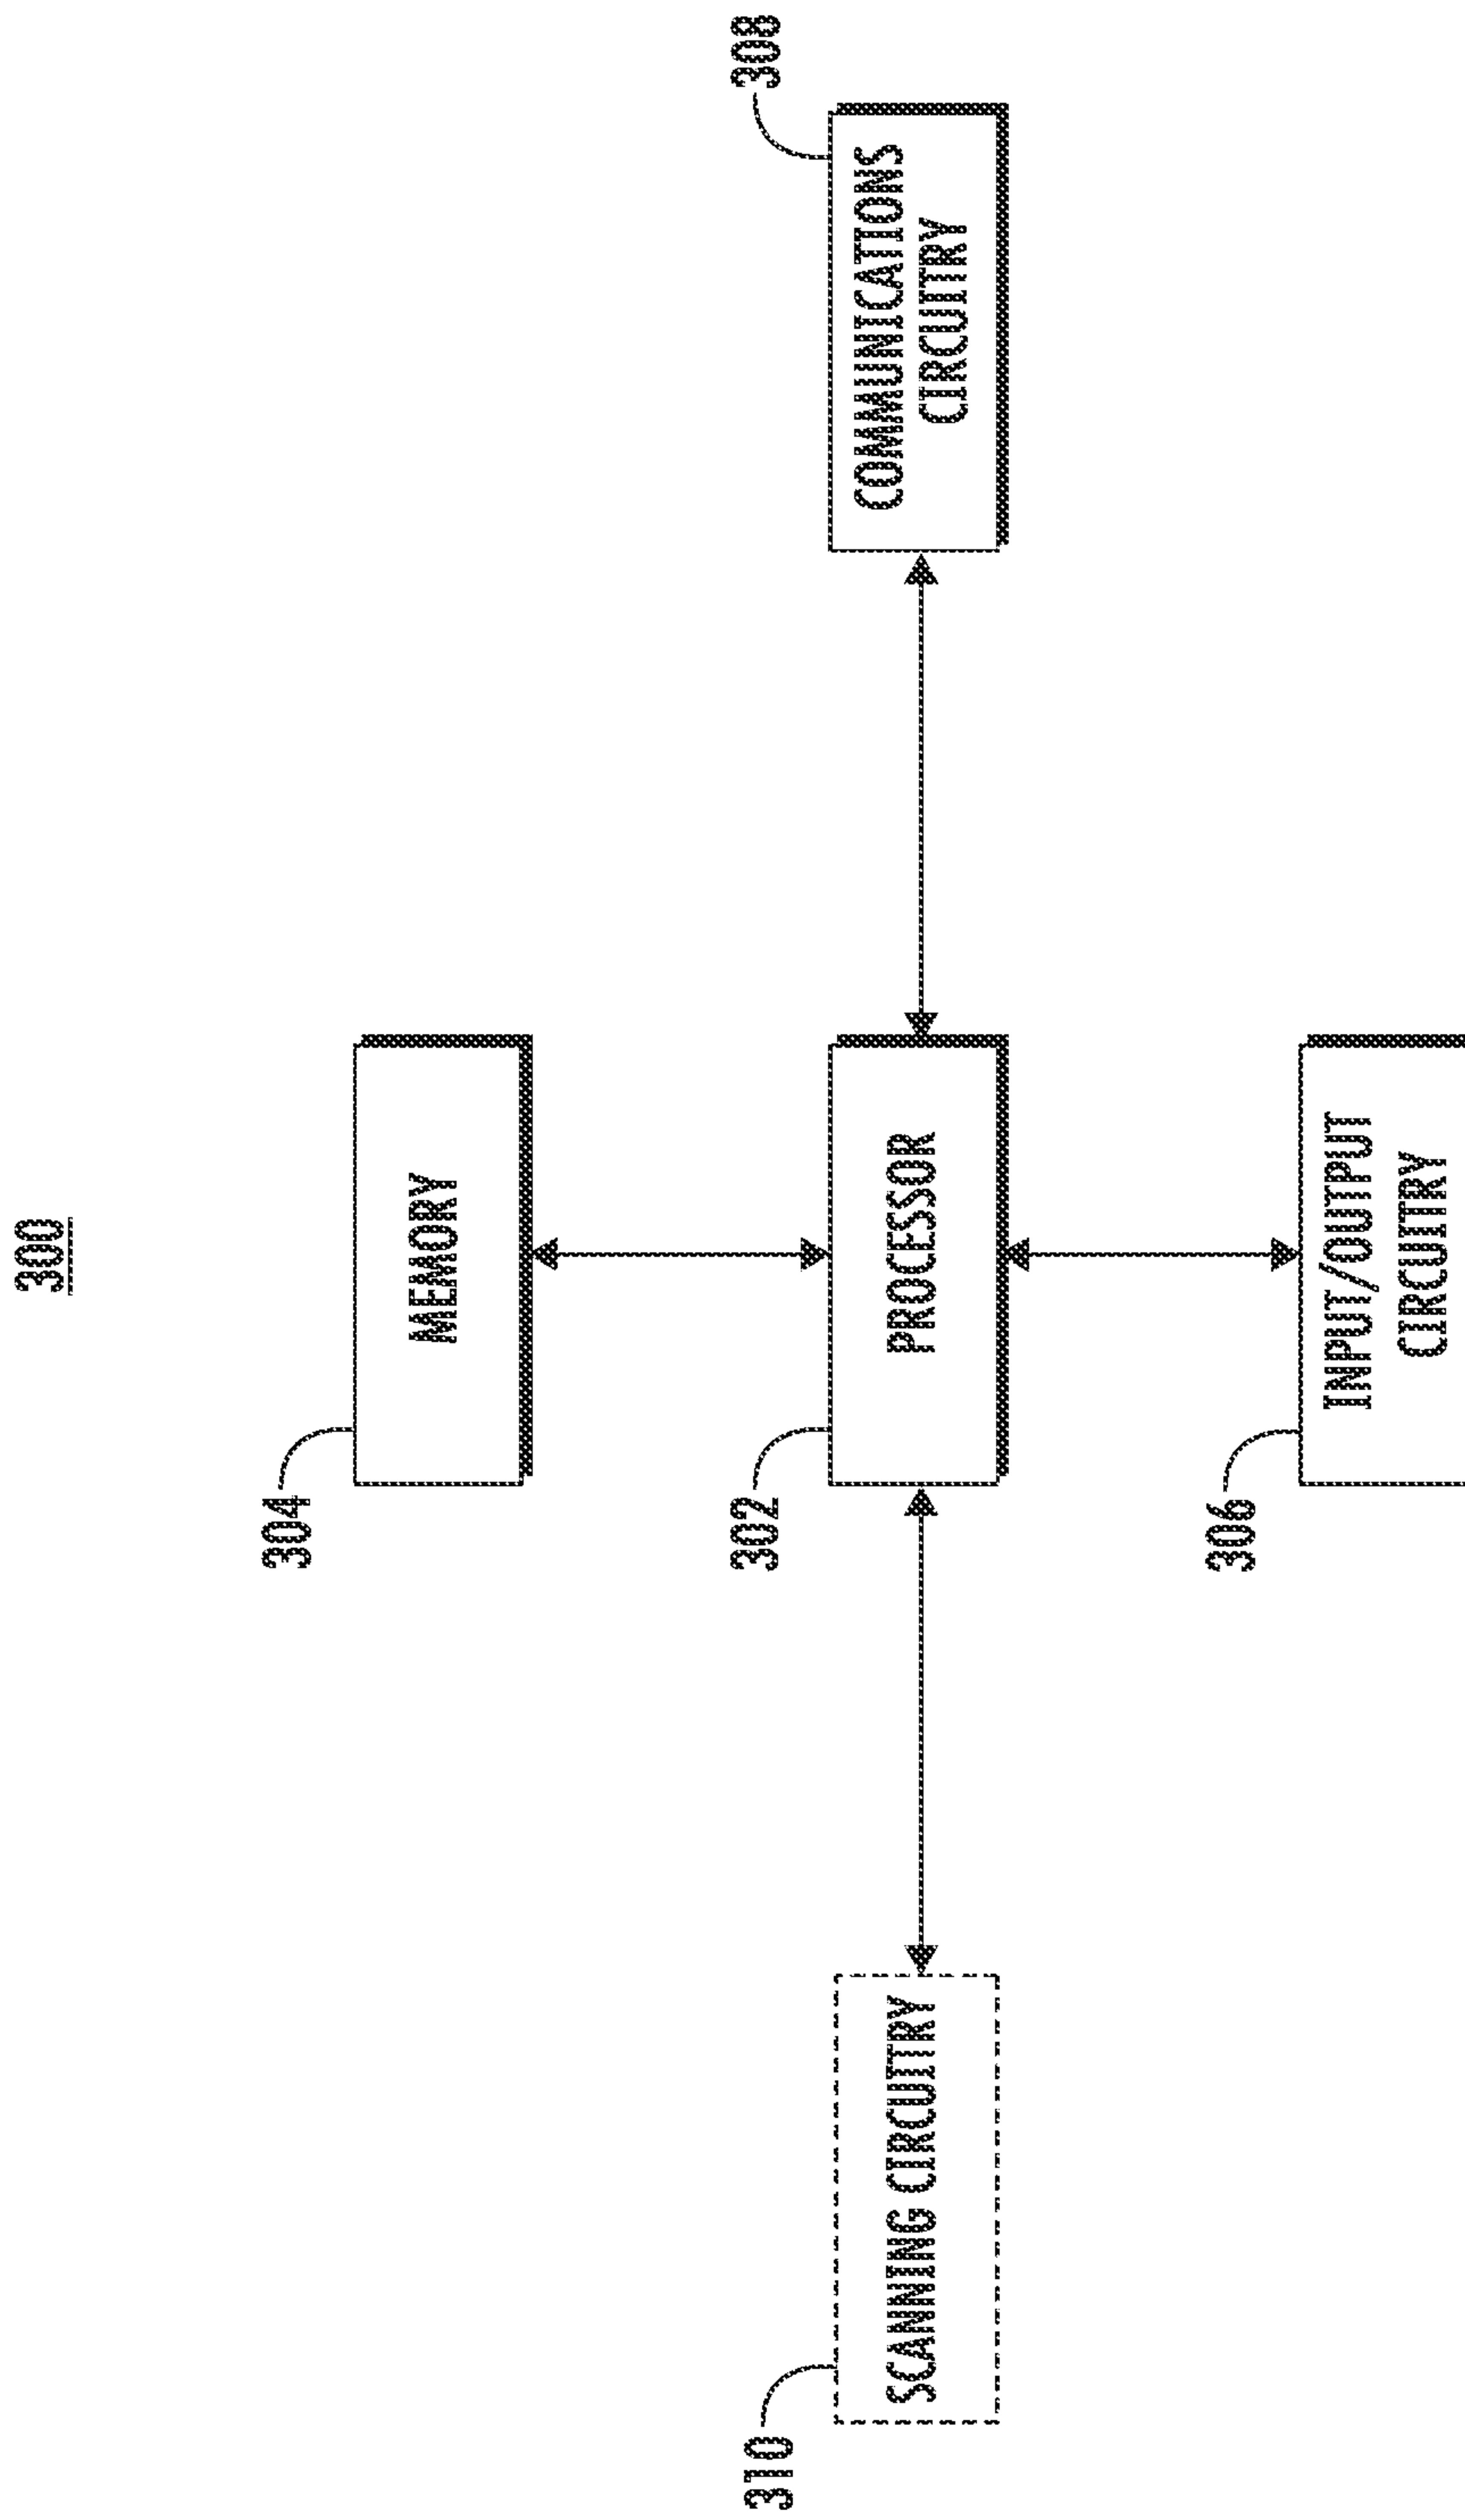 300
304
MEMORY
310
SCANNING CIRCUITRY
302
PROCESSOR
308
COMMUNICATIONS
CIRCUITRY
306
INPUT/OUTPUT
CIRCUITRY